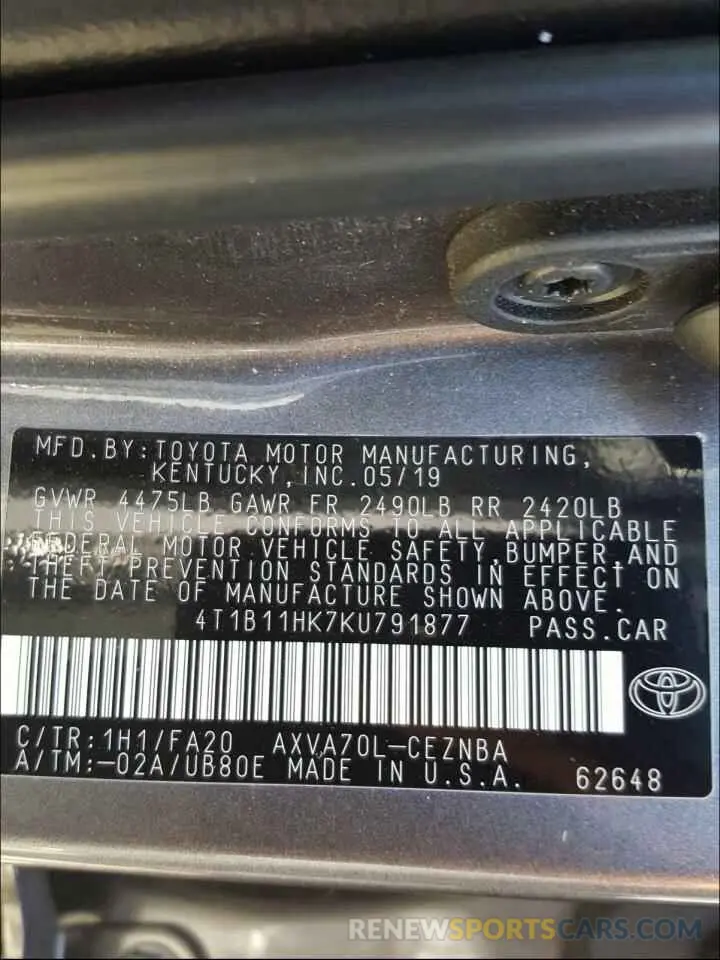 MFD.BY:TOYOTA MOTOR MANUFACTURING,
KENTUCKY,INC.05/19
GVWR 4475LB GAWR FR 2490LB RR 2420LB
THIS VEHICLE CONFORMS TO ALL APPLICABLE
FEDERAL MOTOR VEHICLE SAFETY,BUMPER,AND
THEFT PREVENTION STANDARDS IN EFFECT ON
THE DATE OF MANUFACTURE SHOWN ABOVE.
4T1B11HK7KU791877 PASS.CAR
C/TR:1H1/FA20 AXVA70L-CEZNBA
A/TM:-02A/UB80E MADE IN U.S.A. 62648
RENEWSPORTSCARS.COM